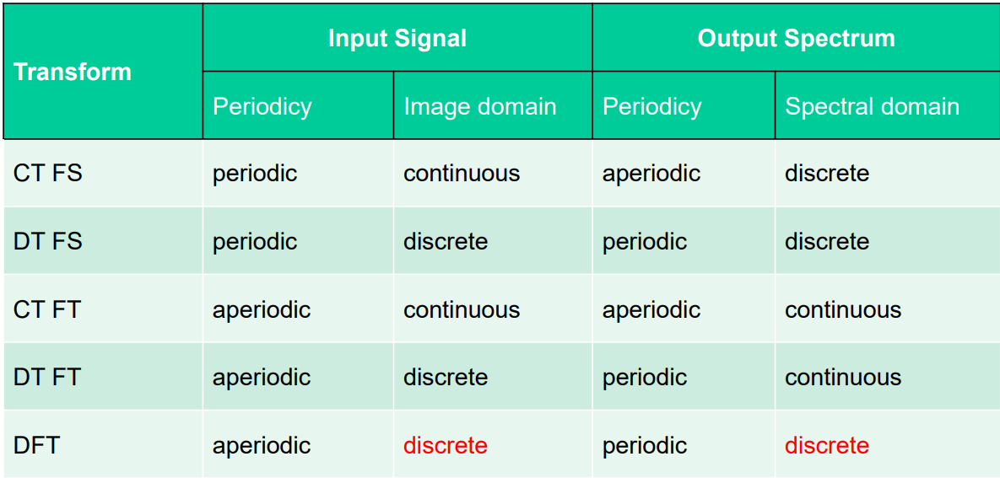 Transform Input Signal Output Spectrum
Periodicy Image domain Periodicy Spectral domain
CT FS periodic continuous aperiodic discrete
DT FS periodic discrete periodic discrete
CT FT aperiodic continuous aperiodic continuous
DT FT aperiodic discrete periodic continuous
DFT aperiodic discrete periodic discrete